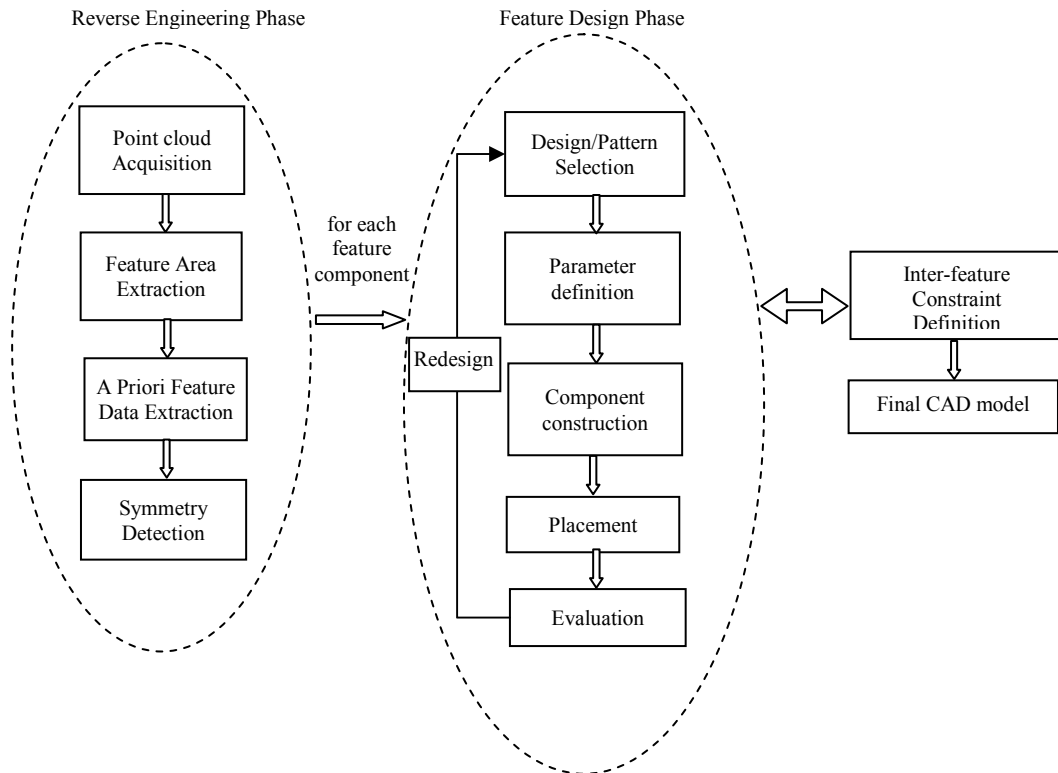 Reverse Engineering Phase
Point cloud
Acquisition
Feature Area
Extraction
A Priori Feature
Data Extraction
Symmetry
Detection
for each
feature
component
Feature Design Phase
Design/Pattern
Selection
Parameter
definition
Redesign
Component
construction
Placement
Evaluation
Inter-feature
Constraint
Definition
Final CAD model